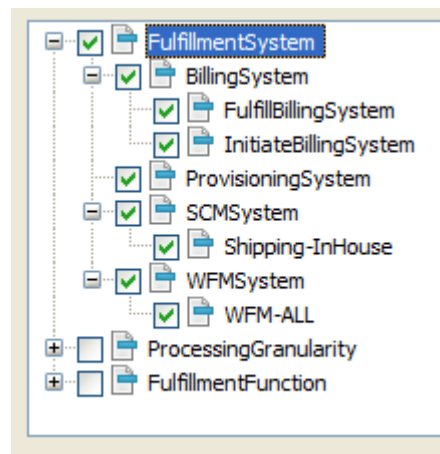 FulfillmentSystem
BillingSystem
FulfillBillingSystem
InitiateBillingSystem
ProvisioningSystem
SCMSystem
Shipping-InHouse
WFMSystem
WFM-ALL
ProcessingGranularity
FulfillmentFunction